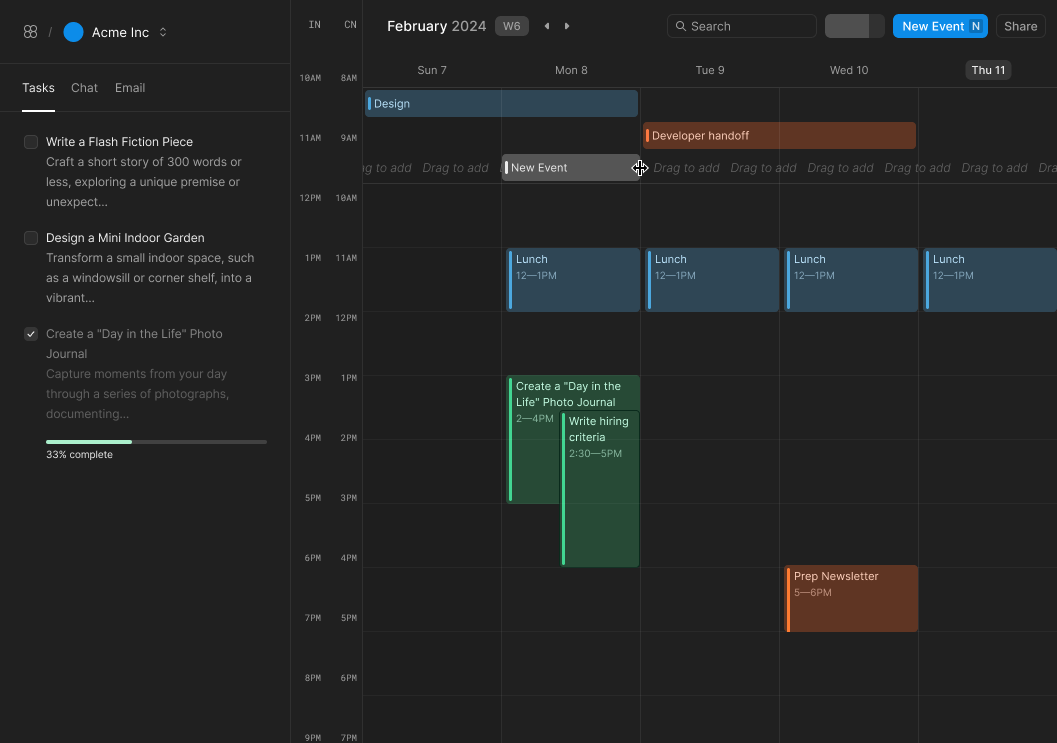 / Acme Inc
Tasks Chat Email
Write a Flash Fiction Piece
Craft a short story of 300 words or
less, exploring a unique premise or
unexpect...
Design a Mini Indoor Garden
Transform a small indoor space, such
as a windowsill or corner shelf, into a
vibrant...
Create a "Day in the Life" Photo
Journal
Capture moments from your day
through a series of photographs,
documenting...
33% complete
IN CN
10AM 8AM
11AM 9AM
12PM 10AM
1PM 11AM
2PM 12PM
3PM 1PM
4PM 2PM
5PM 3PM
6PM 4PM
7PM 5PM
8PM 6PM
9PM 7PM
February 2024 W6
Search
New Event N
Share
Sun 7 Mon 8 Tue 9 Wed 10 Thu 11
Design
Developer handoff
ag to add Drag to add New Event Drag to add Drag to add Drag to add Drag to add Drag to add Dra
Lunch
12—1PM
Lunch
12—1PM
Lunch
12—1PM
Lunch
12—1PM
Create a "Day in the
Life" Photo Journal
2—4PM
Write hiring
criteria
2:30—5PM
Prep Newsletter
5—6PM